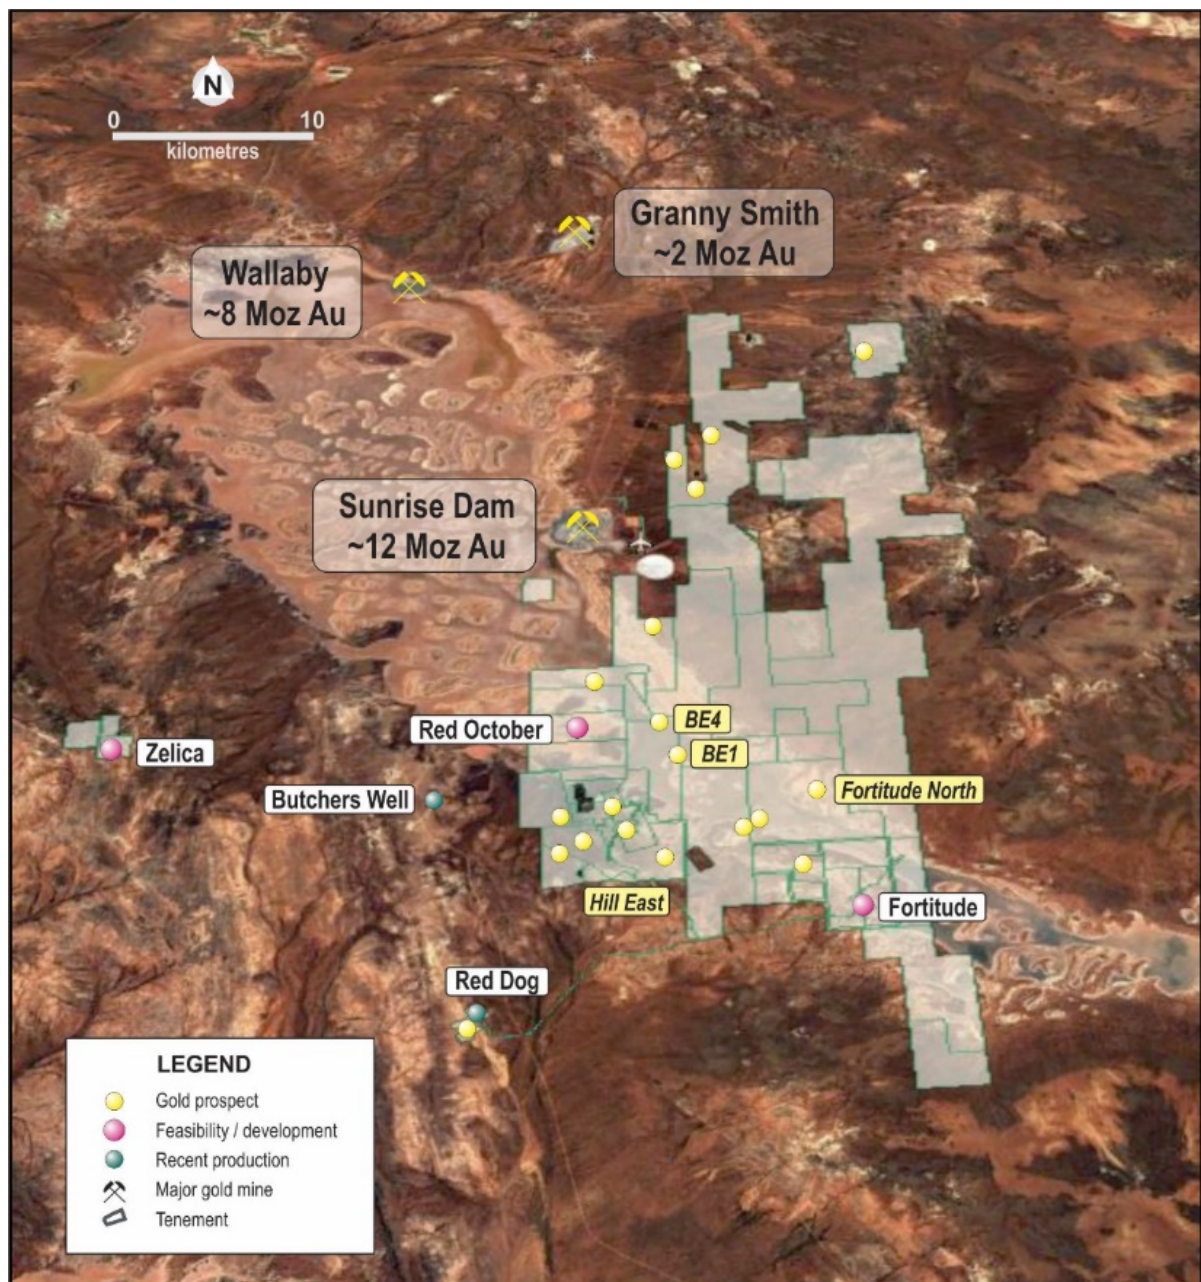 N
0 10
kilometres
Granny Smith
~2 Moz Au
Wallaby
~8 Moz Au
Sunrise Dam
~12 Moz Au
Red October
BE4
BE1
Zelica
Butchers Well
Fortitude North
Hill East
Fortitude
Red Dog
LEGEND
Gold prospect
Feasibility / development
Recent production
Major gold mine
Tenement